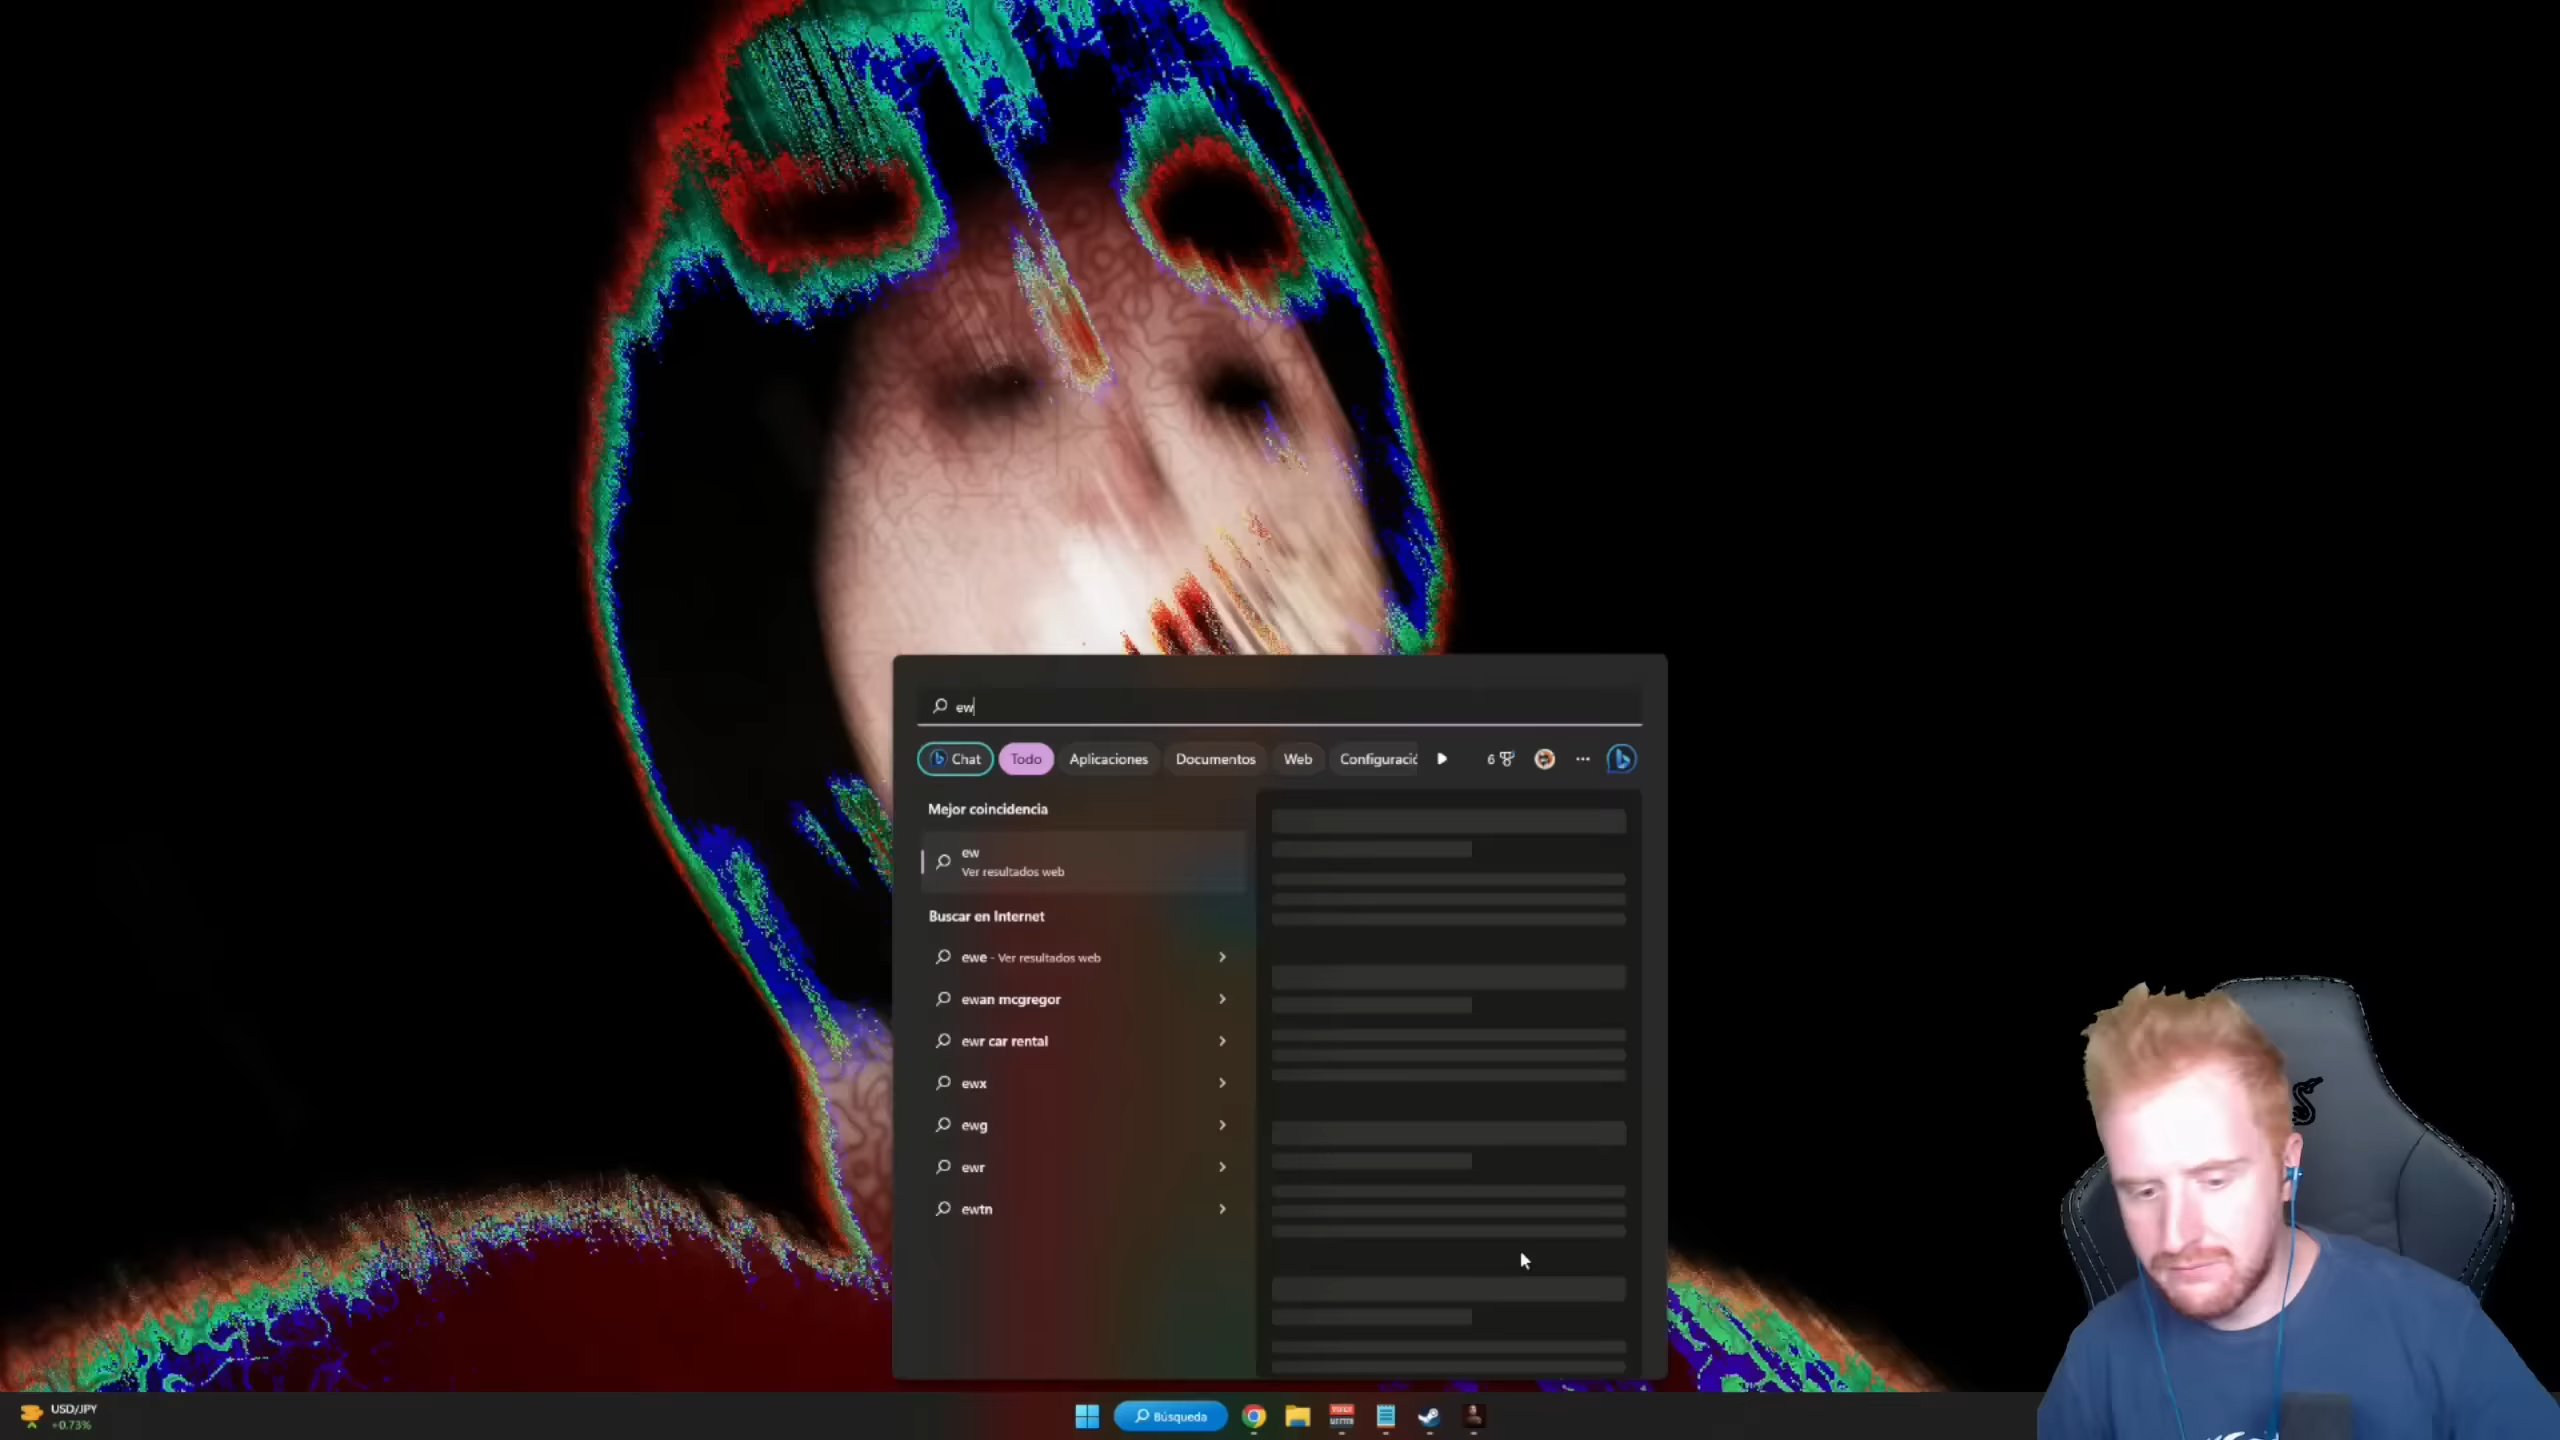 ew
Chat Todo Aplicaciones Documentos Web Configuració 6
Mejor coincidencia
ew
Ver resultados web
Buscar en Internet
ewe - Ver resultados web
ewan mcgregor
ewr car rental
ewx
ewg
ewr
ewtn
USD/JPY
+0.73%
Búsqueda